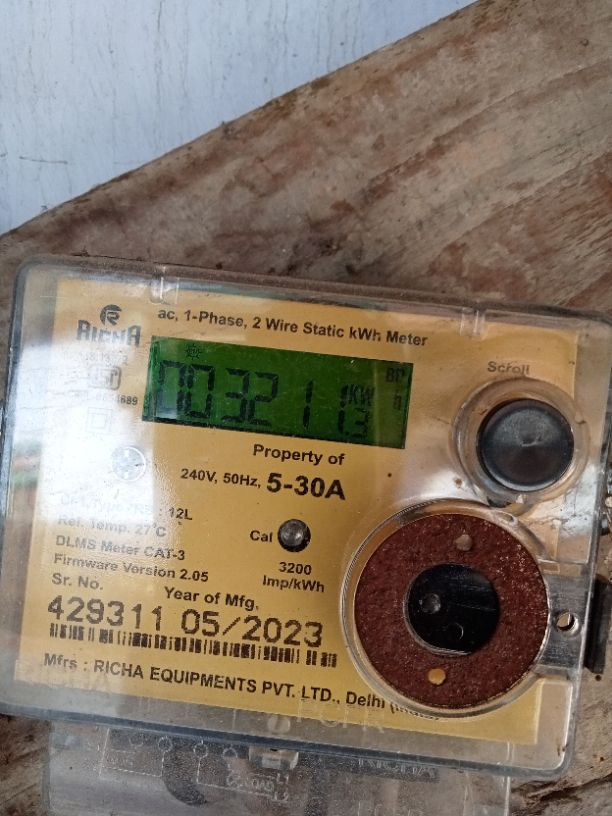 ac, 1-Phase, 2 Wire Static kWh Meter
RICHA
Scroll
Property of
240V, 50Hz, 5-30A
Cal
3200
Imp/kWh
: 12L
Ref. Temp. 27°C
DLMS Meter CAT-3
Firmware Version 2.05
Sr. No. Year of Mfg.
429311 05/2023
Mfrs : RICHA EQUIPMENTS PVT. LTD., Delhi (India)